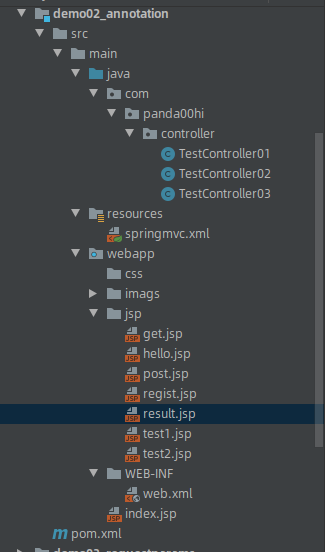 demo02_annotation
src
main
java
com
panda00hi
controller
TestController01
TestController02
TestController03
resources
springmvc.xml
webapp
css
imags
jsp
get.jsp
hello.jsp
post.jsp
regist.jsp
result.jsp
test1.jsp
test2.jsp
WEB-INF
web.xml
index.jsp
pom.xml